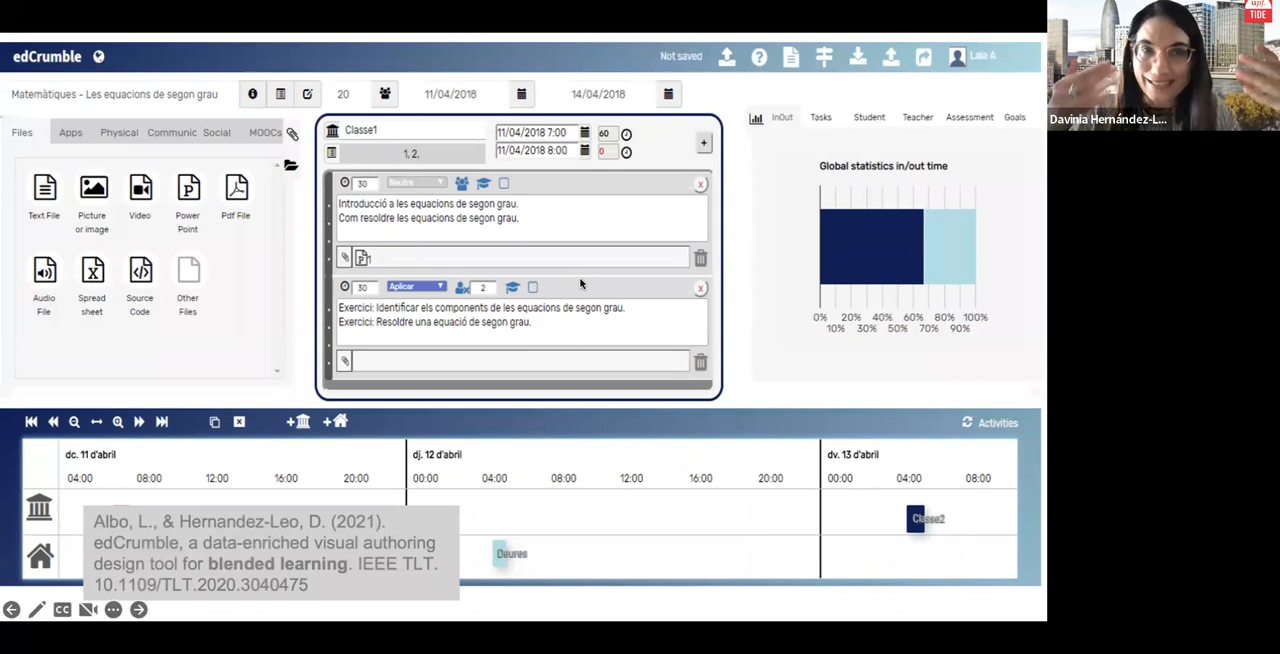 edCrumble
Not saved
Laia A
Matemàtiques - Les equacions de segon grau
20
11/04/2018
14/04/2018
Files
Apps
Physical
Communic
Social
MOOCs
Text File
Picture or image
Video
Power Point
Pdf File
Audio File
Spread sheet
Source Code
Other Files
Classe1
11/04/2018 7:00
60
1, 2,
11/04/2018 8:00
0
+
30
Neutre
x
Introducció a les equacions de segon grau.
Com resoldre les equacions de segon grau.
P
1
30
Aplicar
2
x
Exercici: Identificar els components de les equacions de segon grau.
Exercici: Resoldre una equació de segon grau.
InOut
Tasks
Student
Teacher
Assessment
Goals
Global statistics in/out time
0% 20% 40% 60% 80% 100%
10% 30% 50% 70% 90%
Activities
dc. 11 d'abril
dj. 12 d'abril
dv. 13 d'abril
04:00 08:00 12:00 16:00 20:00 00:00 04:00 08:00 12:00 16:00 20:00 00:00 04:00 08:00
Classe2
Deures
Albo, L., & Hernandez-Leo, D. (2021).
edCrumble, a data-enriched visual authoring
design tool for blended learning. IEEE TLT.
10.1109/TLT.2020.3040475
CC
upf.
TIDE
Davinia Hernández-L...